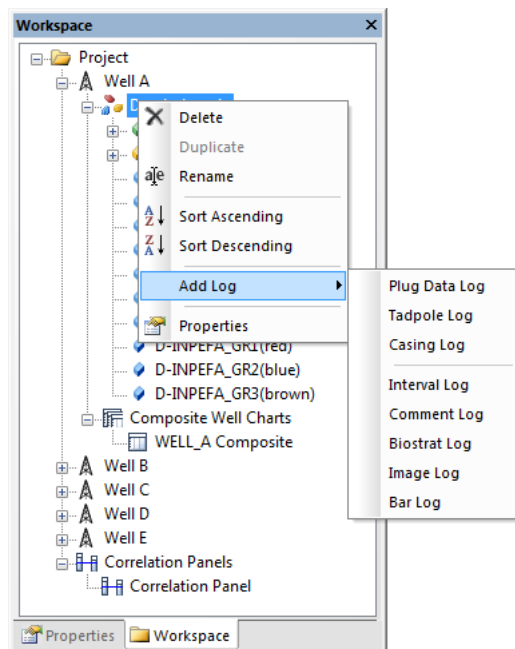 Workspace
Project
Well A
Delete
Duplicate
Rename
Sort Ascending
Sort Descending
Add Log
Properties
Plug Data Log
Tadpole Log
Casing Log
Interval Log
Comment Log
Biostrat Log
Image Log
Bar Log
D-INPEFA_GR1(red)
D-INPEFA_GR2(blue)
D-INPEFA_GR3(brown)
Composite Well Charts
WELL_A Composite
Well B
Well C
Well D
Well E
Correlation Panels
Correlation Panel
Properties
Workspace